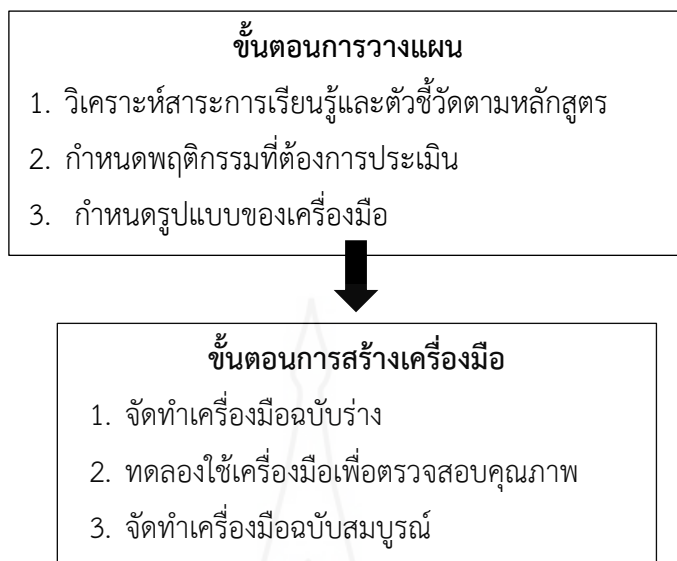 ขั้นตอนการวางแผน
1. วิเคราะห์สาระการเรียนรู้และตัวชี้วัดตามหลักสูตร
2. กำหนดพฤติกรรมที่ต้องการประเมิน
3. กำหนดรูปแบบของเครื่องมือ
ขั้นตอนการสร้างเครื่องมือ
1. จัดทำเครื่องมือฉบับร่าง
2. ทดลองใช้เครื่องมือเพื่อตรวจสอบคุณภาพ
3. จัดทำเครื่องมือฉบับสมบูรณ์